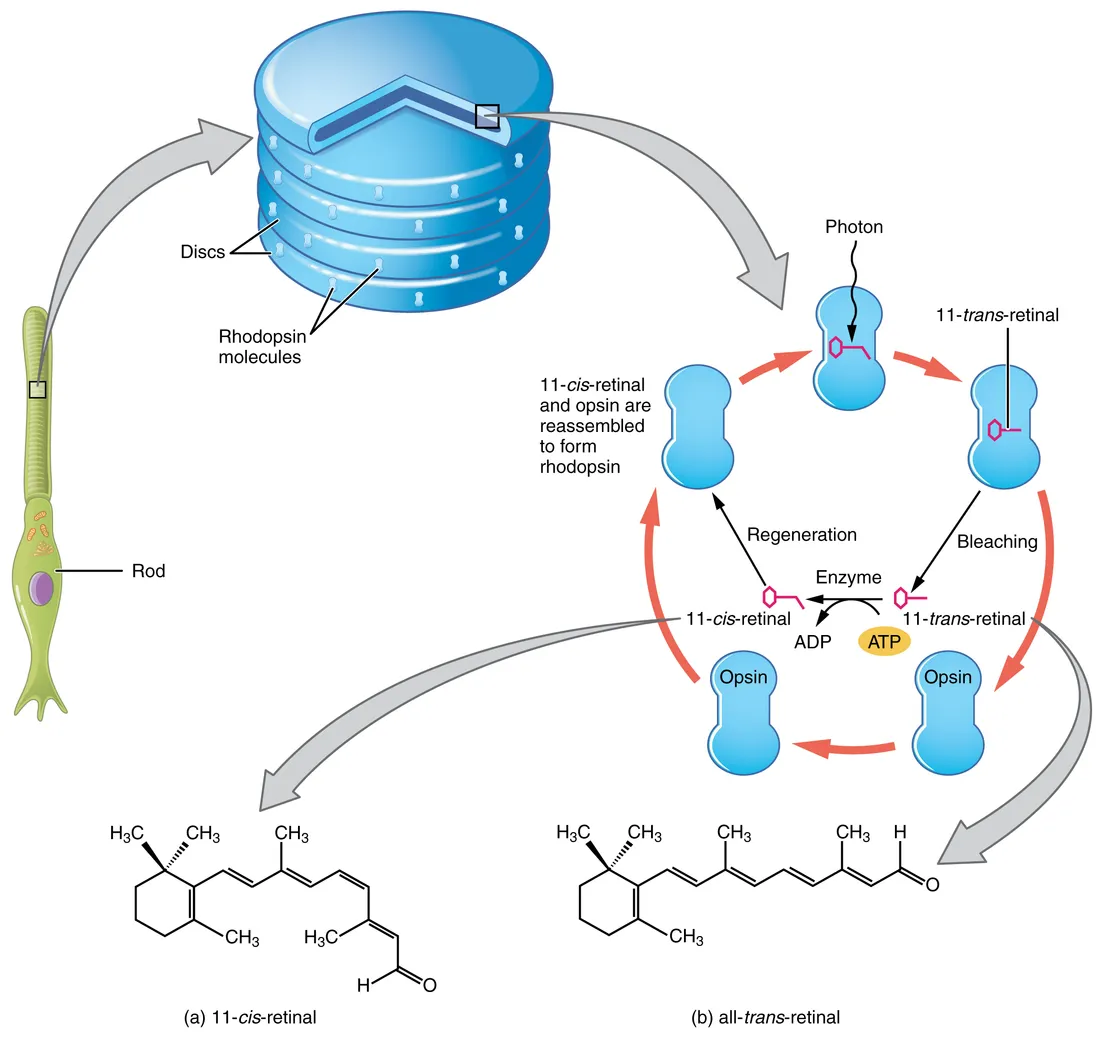 Discs
Rhodopsin
molecules
Rod
Photon
11-trans-retinal
11-cis-retinal
and opsin are
reassembled
to form
rhodopsin
Regeneration
Bleaching
Enzyme
11-cis-retinal
11-trans-retinal
ADP
ATP
Opsin
Opsin
H3C
CH3
CH3
CH3
H3C
H
O
(a) 11-cis-retinal
H3C
CH3
CH3
CH3
H
O
CH3
(b) all-trans-retinal